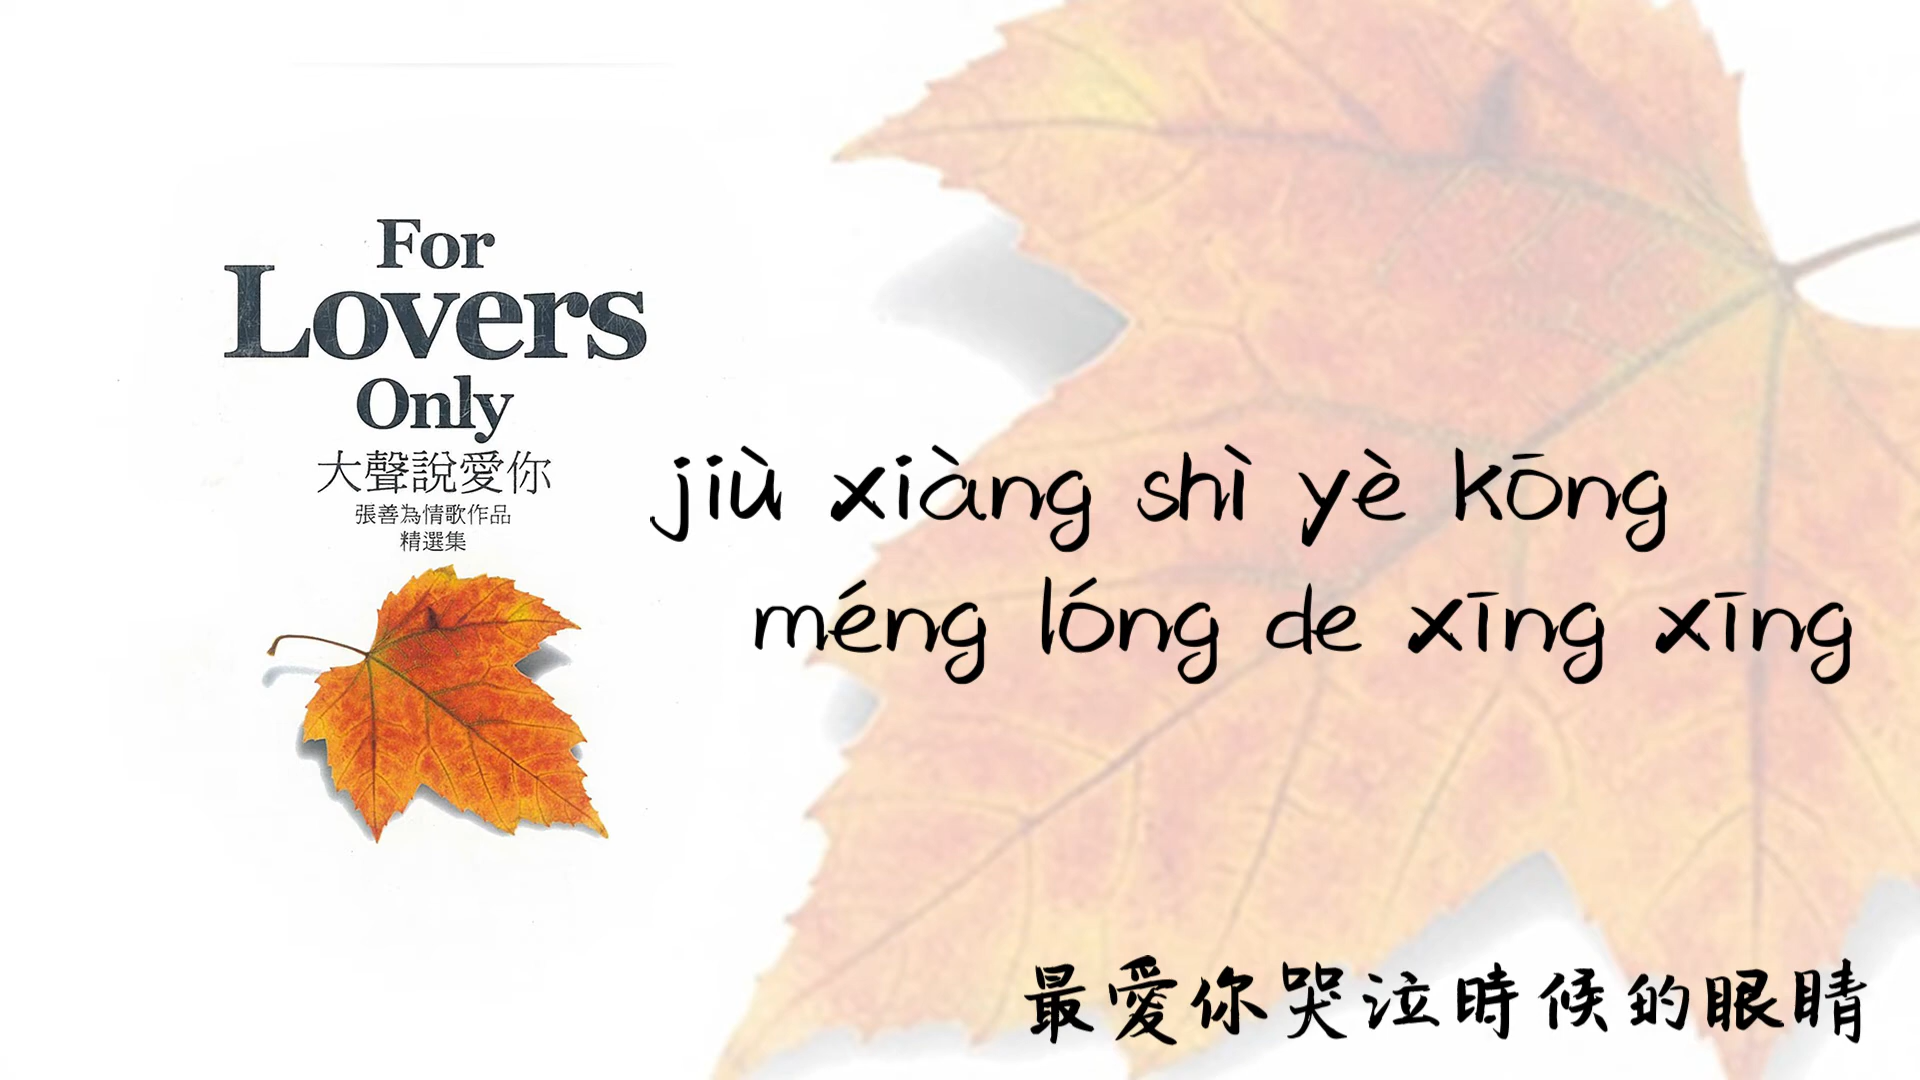 For
Lovers
Only
大聲說愛你
張善為情歌作品
精選集
jiù xiàng shì yè kōng
méng lóng de xīng xīng
最愛你哭泣時候的眼睛